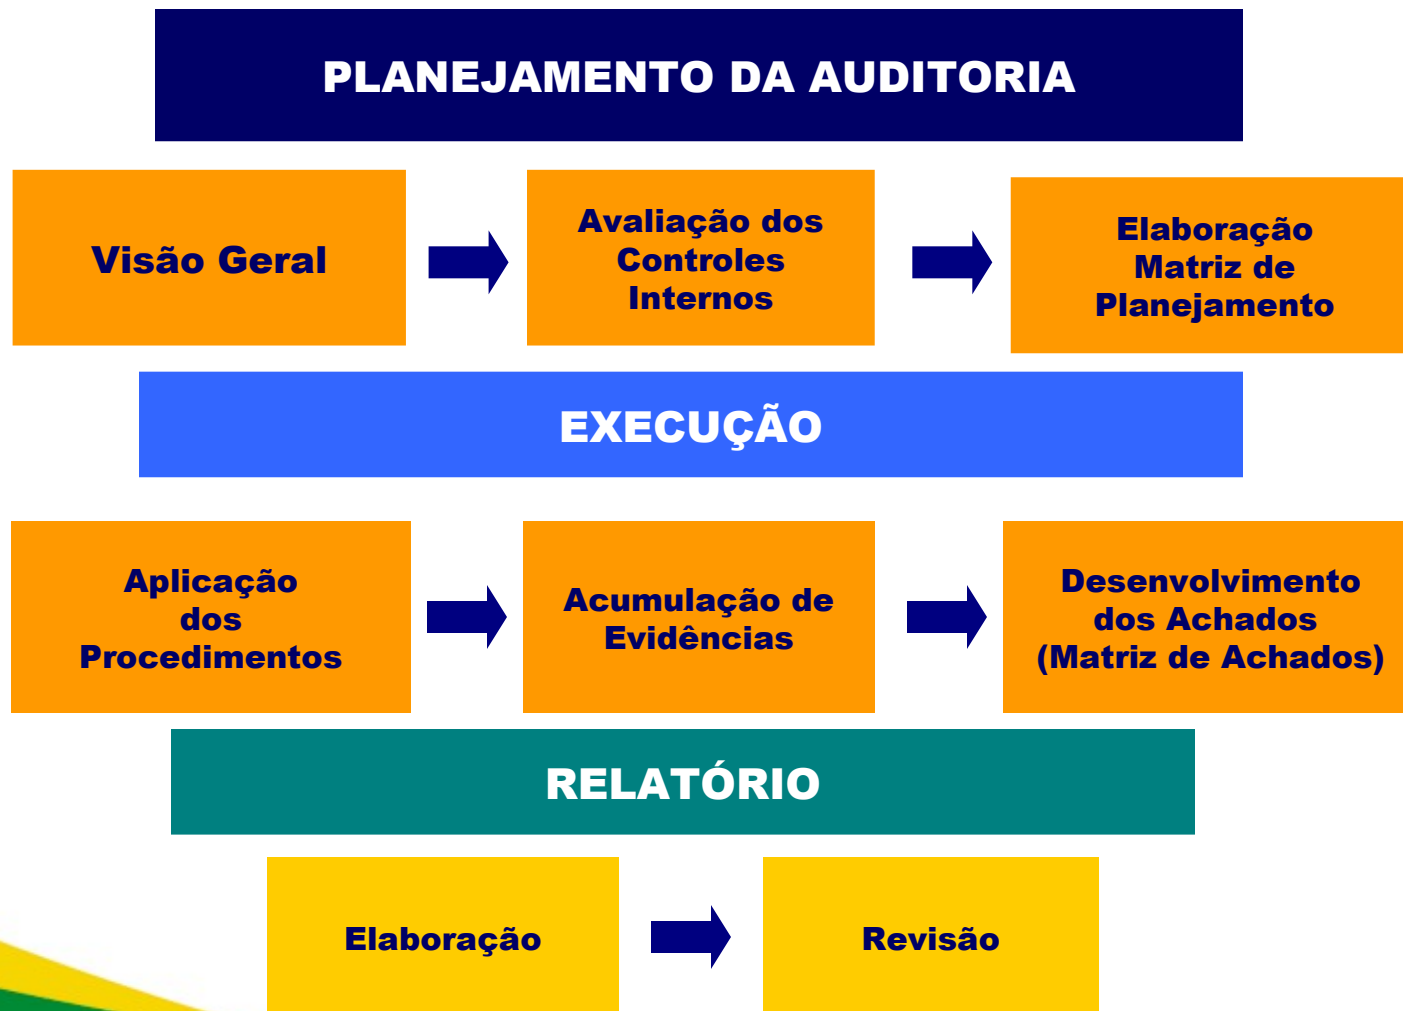 PLANEJAMENTO DA AUDITORIA
Visão Geral
Avaliação dos
Controles
Internos
Elaboração
Matriz de
Planejamento
EXECUÇÃO
Aplicação
dos
Procedimentos
Acumulação de
Evidências
Desenvolvimento
dos Achados
(Matriz de Achados)
RELATÓRIO
Elaboração
Revisão